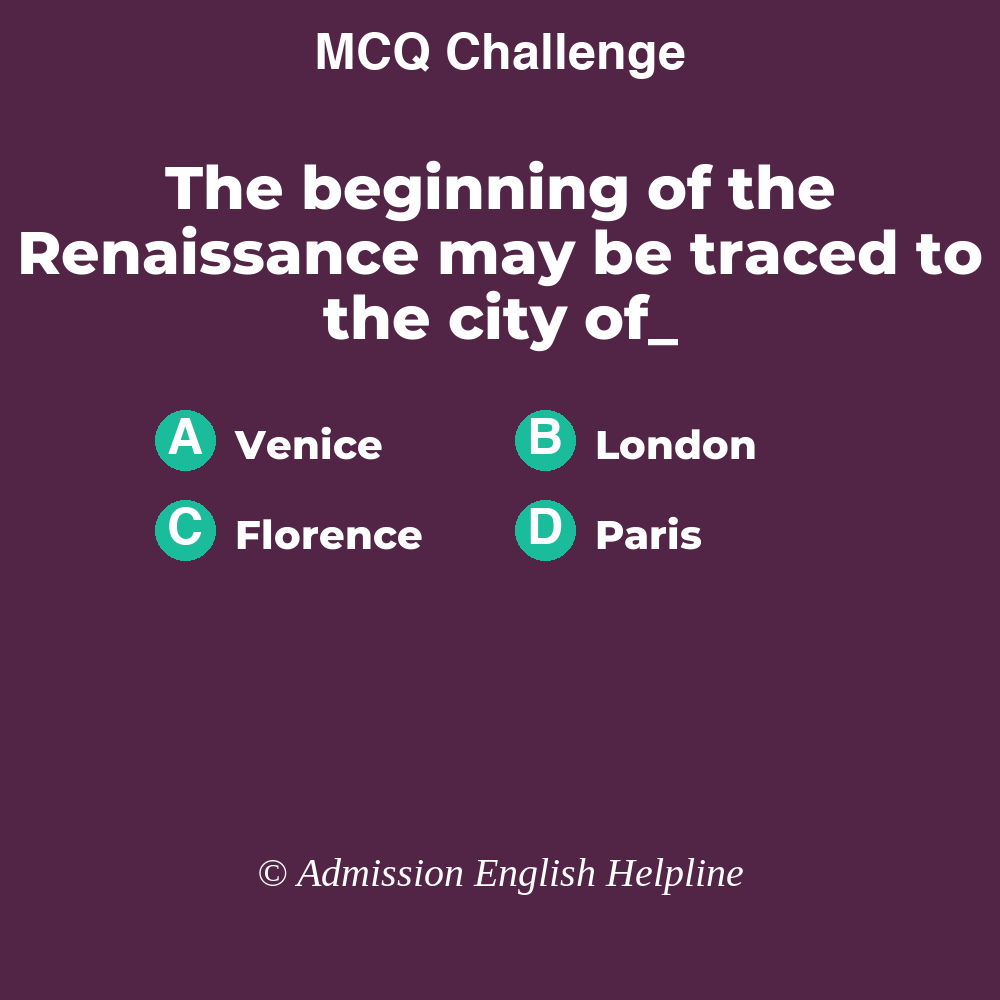 MCQ Challenge
The beginning of the
Renaissance may be traced to
the city of_
A Venice
B London
C Florence
D Paris
© Admission English Helpline